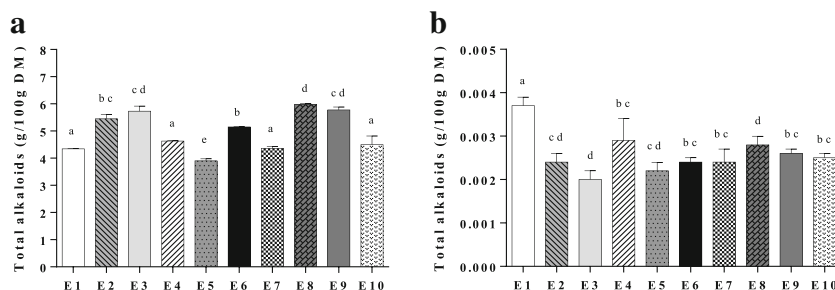 a
Total alkaloids (g/100g DM)
8
7
6
5
4
3
2
1
0
a
b c
c d
a
e
b
a
d
c d
a
E1 E2 E3 E4 E5 E6 E7 E8 E9 E10
b
Total alkaloids (g/100g DM)
0.005
0.004
0.003
0.002
0.001
0.000
a
c d
d
b c
c d
b c
b c
d
b c
b c
E1 E2 E3 E4 E5 E6 E7 E8 E9 E10